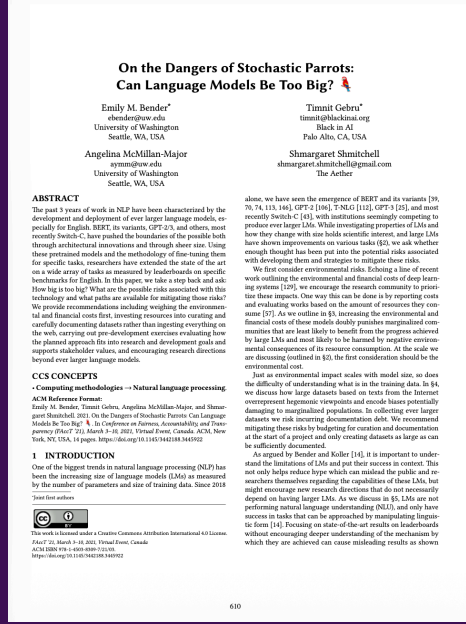 On the Dangers of Stochastic Parrots:
Can Language Models Be Too Big? 🦜
Emily M. Bender*
ebender@uw.edu
University of Washington
Seattle, WA, USA
Timnit Gebru*
timnit@blackinai.org
Black in AI
Palo Alto, CA, USA
Angelina McMillan-Major
aymm@uw.edu
University of Washington
Seattle, WA, USA
Shmargaret Shmitchell
shmargaret.shmitchell@gmail.com
The Aether
ABSTRACT
The past 3 years of work in NLP have been characterized by the
development and deployment of ever larger language models, es-
pecially for English. BERT, its variants, GPT-2/3, and others, most
recently Switch-C, have pushed the boundaries of the possible both
through architectural innovations and through sheer size. Using
these pretrained models and the methodology of fine-tuning them
for specific tasks, researchers have extended the state of the art
on a wide array of tasks as measured by leaderboards on specific
benchmarks for English. In this paper, we take a step back and ask:
How big is too big? What are the possible risks associated with this
technology and what paths are available for mitigating those risks?
We provide recommendations including weighing the environmen-
tal and financial costs first, investing resources into curating and
carefully documenting datasets rather than ingesting everything on
the web, carrying out pre-development exercises evaluating how
the planned approach fits into research and development goals and
supports stakeholder values, and encouraging research directions
beyond ever larger language models.
CCS CONCEPTS
• Computing methodologies → Natural language processing.
ACM Reference Format:
Emily M. Bender, Timnit Gebru, Angelina McMillan-Major, and Shmar-
garet Shmitchell. 2021. On the Dangers of Stochastic Parrots: Can Language
Models Be Too Big? 🦜. In Conference on Fairness, Accountability, and Trans-
parency (FAccT '21), March 3–10, 2021, Virtual Event, Canada. ACM, New
York, NY, USA, 14 pages. https://doi.org/10.1145/3442188.3445922
1 INTRODUCTION
One of the biggest trends in natural language processing (NLP) has
been the increasing size of language models (LMs) as measured
by the number of parameters and size of training data. Since 2018
*Joint first authors
cc BY
This work is licensed under a Creative Commons Attribution International 4.0 License.
FAccT '21, March 3–10, 2021, Virtual Event, Canada
ACM ISBN 978-1-4503-8309-7/21/03.
https://doi.org/10.1145/3442188.3445922
alone, we have seen the emergence of BERT and its variants [39,
70, 74, 113, 146], GPT-2 [106], T-NLG [112], GPT-3 [25], and most
recently Switch-C [43], with institutions seemingly competing to
produce ever larger LMs. While investigating properties of LMs and
how they change with size holds scientific interest, and large LMs
have shown improvements on various tasks (§2), we ask whether
enough thought has been put into the potential risks associated
with developing them and strategies to mitigate these risks.
We first consider environmental risks. Echoing a line of recent
work outlining the environmental and financial costs of deep learn-
ing systems [129], we encourage the research community to prior-
itize these impacts. One way this can be done is by reporting costs
and evaluating works based on the amount of resources they con-
sume [57]. As we outline in §3, increasing the environmental and
financial costs of these models doubly punishes marginalized com-
munities that are least likely to benefit from the progress achieved
by large LMs and most likely to be harmed by negative environ-
mental consequences of its resource consumption. At the scale we
are discussing (outlined in §2), the first consideration should be the
environmental cost.
Just as environmental impact scales with model size, so does
the difficulty of understanding what is in the training data. In §4,
we discuss how large datasets based on texts from the Internet
overrepresent hegemonic viewpoints and encode biases potentially
damaging to marginalized populations. In collecting ever larger
datasets we risk incurring documentation debt. We recommend
mitigating these risks by budgeting for curation and documentation
at the start of a project and only creating datasets as large as can
be sufficiently documented.
As argued by Bender and Koller [14], it is important to under-
stand the limitations of LMs and put their success in context. This
not only helps reduce hype which can mislead the public and re-
searchers themselves regarding the capabilities of these LMs, but
might encourage new research directions that do not necessarily
depend on having larger LMs. As we discuss in §5, LMs are not
performing natural language understanding (NLU), and only have
success in tasks that can be approached by manipulating linguis-
tic form [14]. Focusing on state-of-the-art results on leaderboards
without encouraging deeper understanding of the mechanism by
which they are achieved can cause misleading results as shown
610